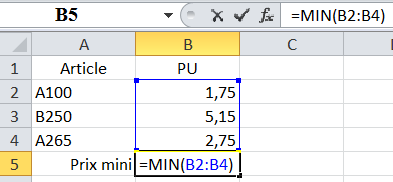 B5 fx =MIN(B2:B4)
A B C
1 Article PU
2 A100 1,75
3 B250 5,15
4 A265 2,75
5 Prix mini =MIN(B2:B4)